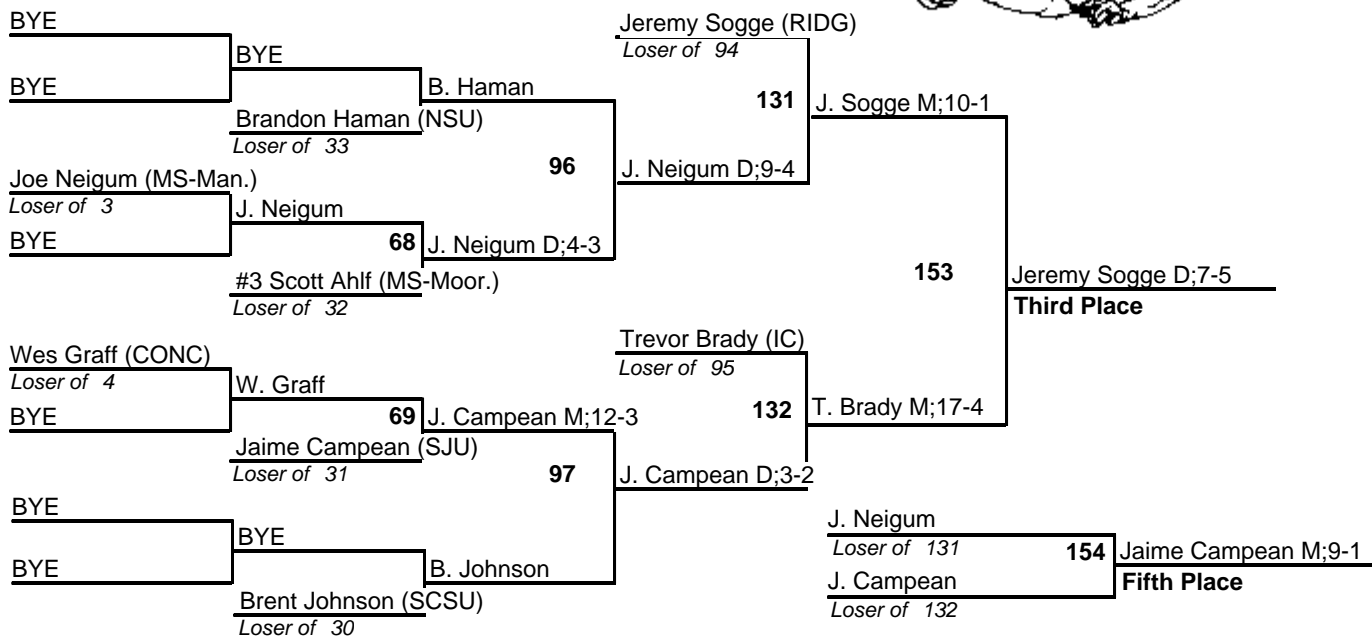 BYE
BYE
BYE
Brandon Haman (NSU)
Loser of 33
B. Haman
Joe Neigum (MS-Man.)
Loser of 3
BYE
J. Neigum
68
#3 Scott Ahlf (MS-Moor.)
Loser of 32
J. Neigum D;4-3
96
Jeremy Sogge (RIDG)
Loser of 94
131
J. Neigum D;9-4
J. Sogge M;10-1
Wes Graff (CONC)
Loser of 4
BYE
W. Graff
69
Jaime Campean (SJU)
Loser of 31
J. Campean M;12-3
97
BYE
BYE
BYE
Brent Johnson (SCSU)
Loser of 30
B. Johnson
Trevor Brady (IC)
Loser of 95
132
J. Campean D;3-2
T. Brady M;17-4
153
Jeremy Sogge D;7-5
Third Place
J. Neigum
Loser of 131
154
J. Campean
Loser of 132
Jaime Campean M;9-1
Fifth Place